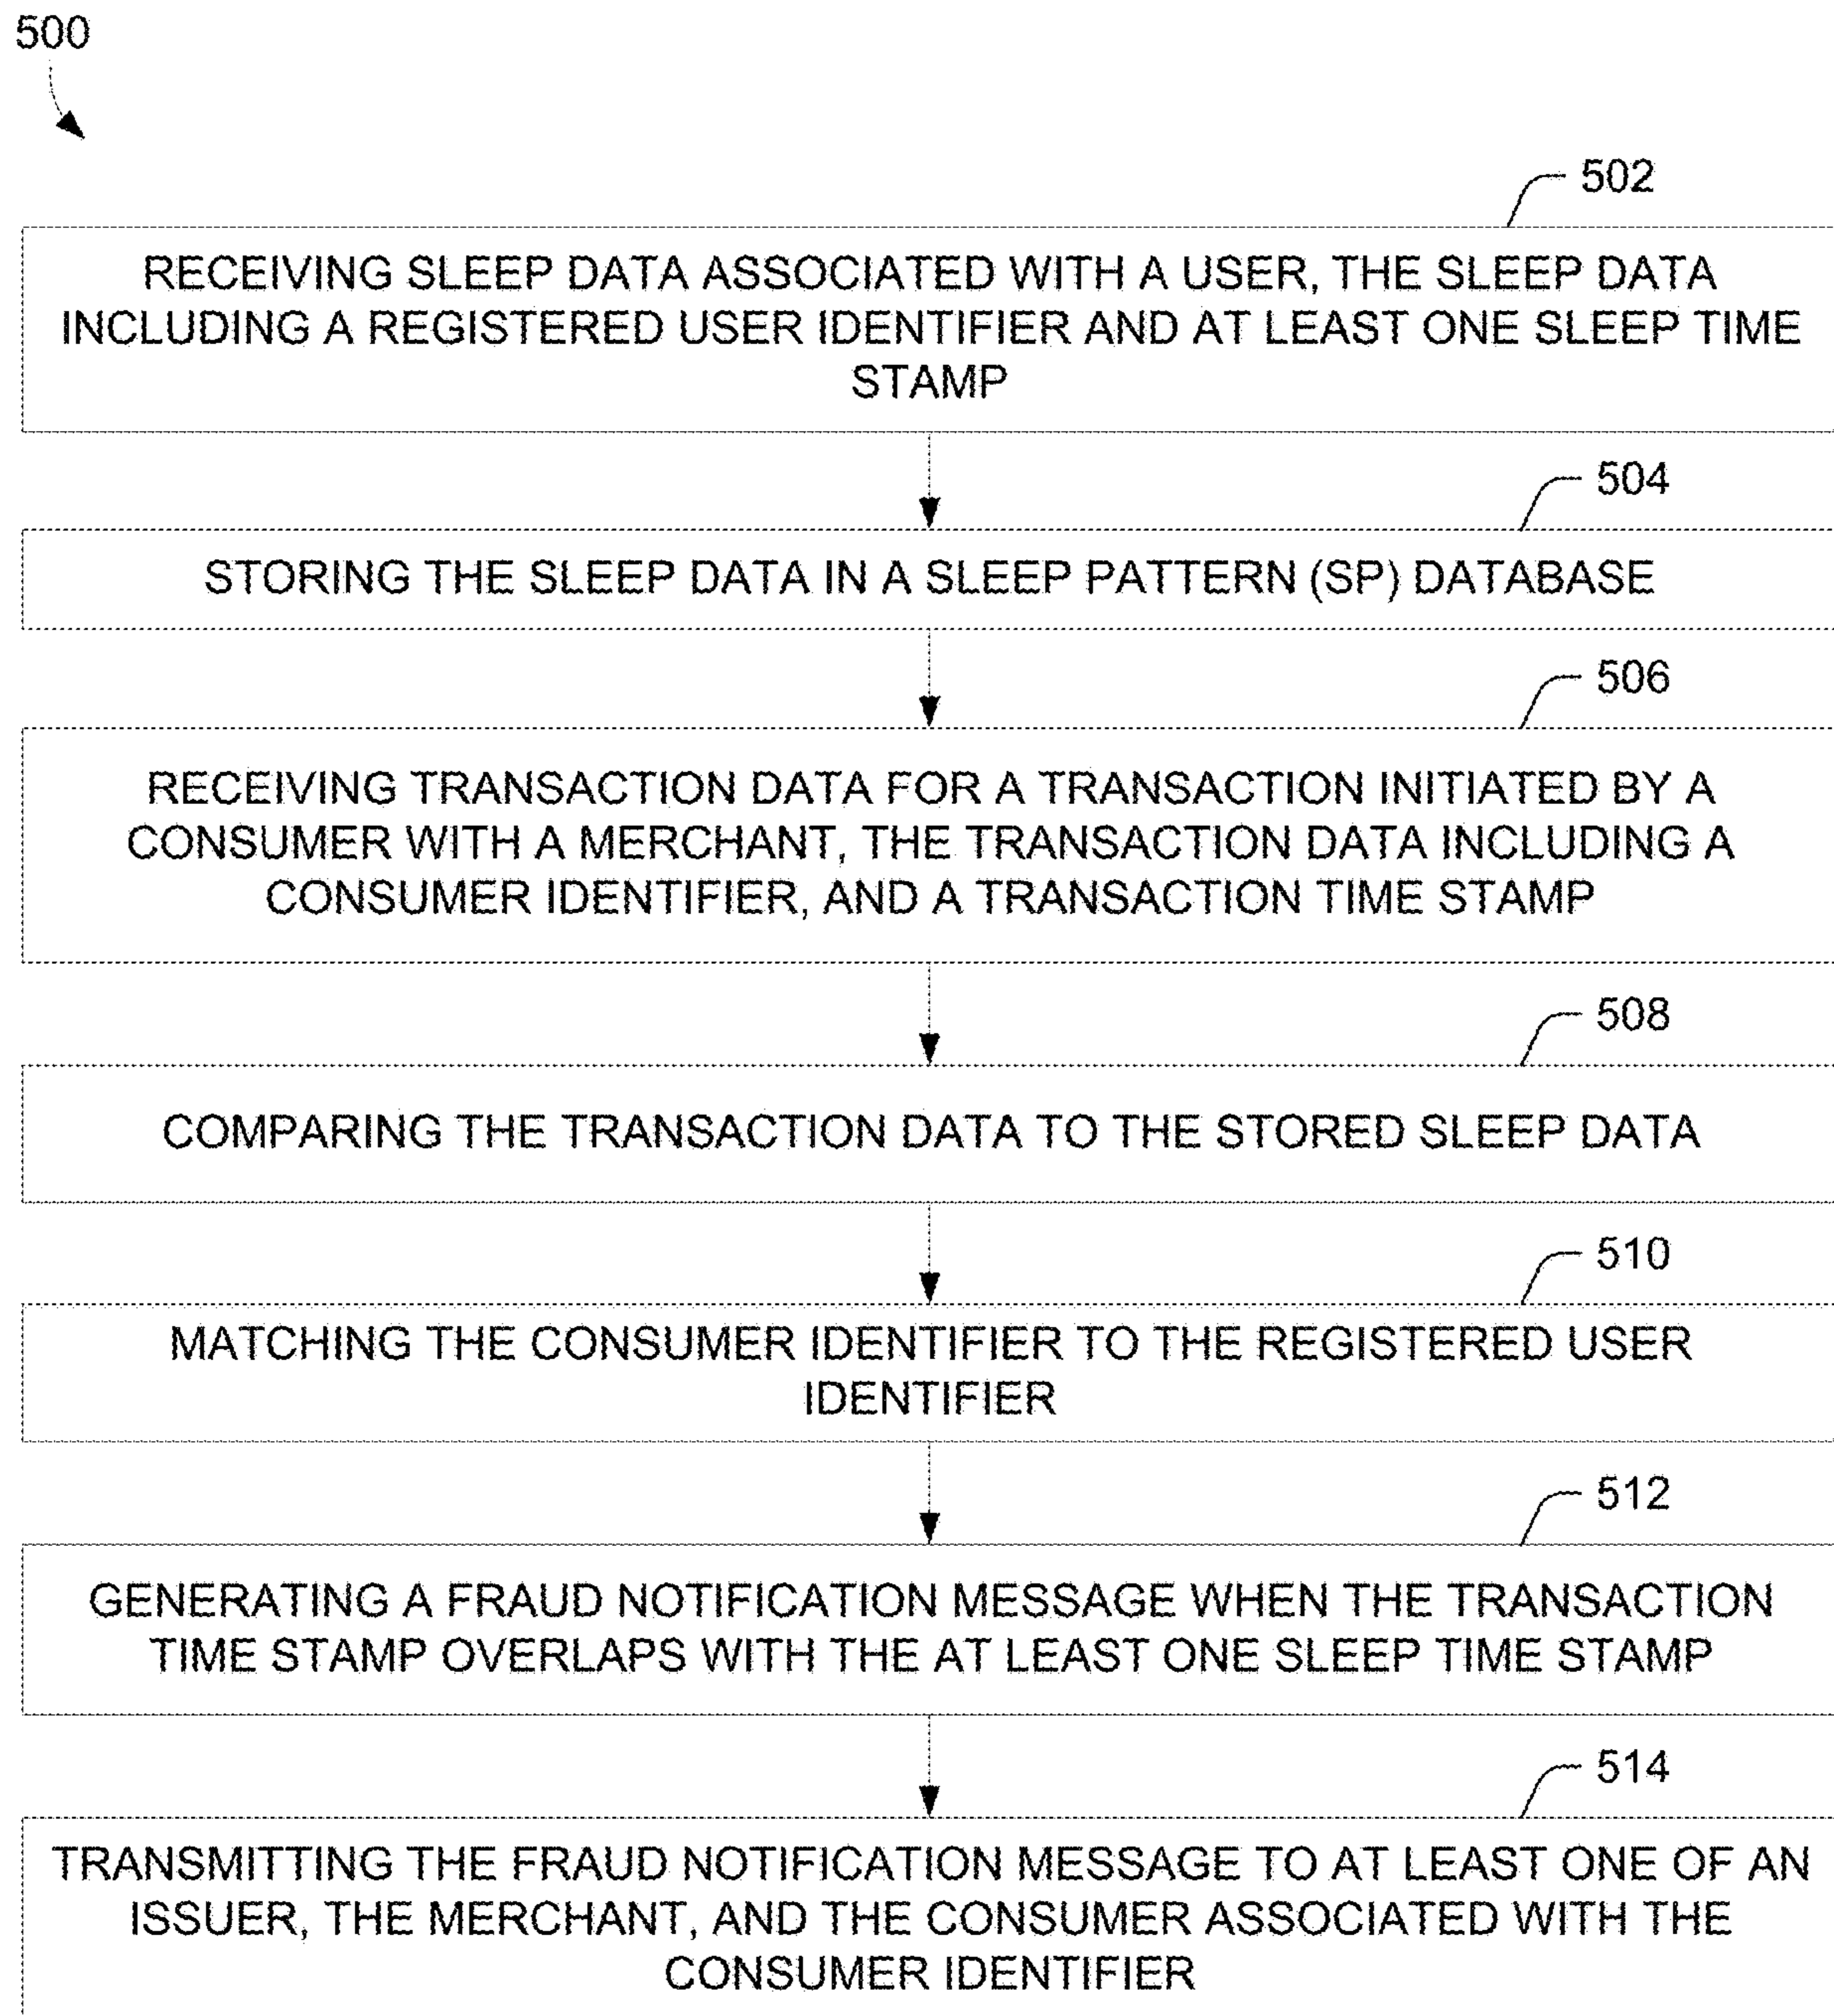 500
502
RECEIVING SLEEP DATA ASSOCIATED WITH A USER, THE SLEEP DATA
INCLUDING A REGISTERED USER IDENTIFIER AND AT LEAST ONE SLEEP TIME
STAMP
504
STORING THE SLEEP DATA IN A SLEEP PATTERN (SP) DATABASE
506
RECEIVING TRANSACTION DATA FOR A TRANSACTION INITIATED BY A
CONSUMER WITH A MERCHANT, THE TRANSACTION DATA INCLUDING A
CONSUMER IDENTIFIER, AND A TRANSACTION TIME STAMP
508
COMPARING THE TRANSACTION DATA TO THE STORED SLEEP DATA
510
MATCHING THE CONSUMER IDENTIFIER TO THE REGISTERED USER
IDENTIFIER
512
GENERATING A FRAUD NOTIFICATION MESSAGE WHEN THE TRANSACTION
TIME STAMP OVERLAPS WITH THE AT LEAST ONE SLEEP TIME STAMP
514
TRANSMITTING THE FRAUD NOTIFICATION MESSAGE TO AT LEAST ONE OF AN
ISSUER, THE MERCHANT, AND THE CONSUMER ASSOCIATED WITH THE
CONSUMER IDENTIFIER